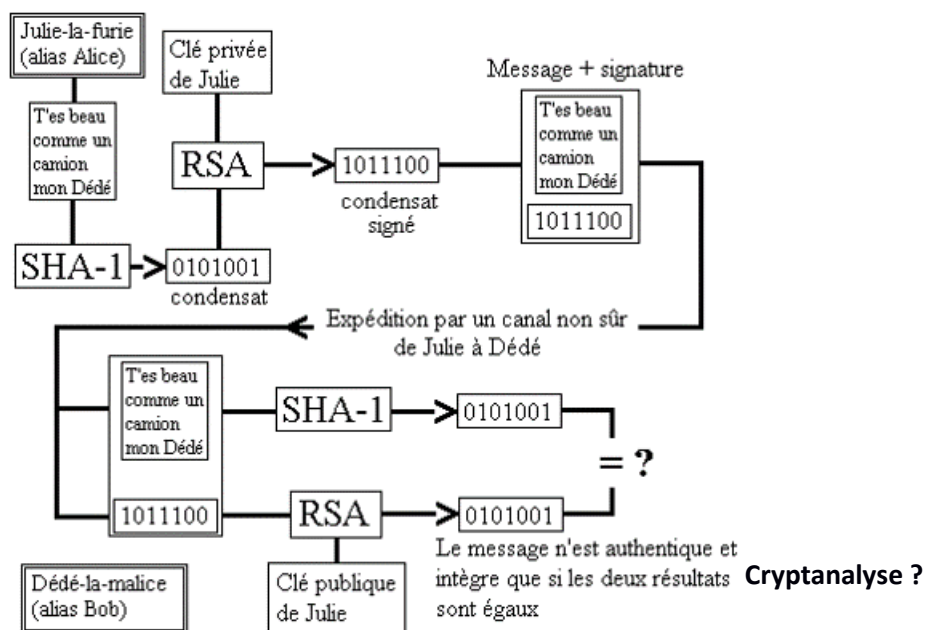 Julie-la-furie
(alias Alice)
Clé privée
de Julie
Message + signature
T'es beau
comme un
camion
mon Dédé
RSA
1011100
condensat
signé
T'es beau
comme un
camion
mon Dédé
1011100
SHA-1
0101001
condensat
Expédition par un canal non sûr
de Julie à Dédé
T'es beau
comme un
camion
mon Dédé
SHA-1
0101001
= ?
1011100
RSA
0101001
Le message n'est authentique et
intègre que si les deux résultats
sont égaux
Cryptanalyse ?
Dédé-la-malice
(alias Bob)
Clé publique
de Julie